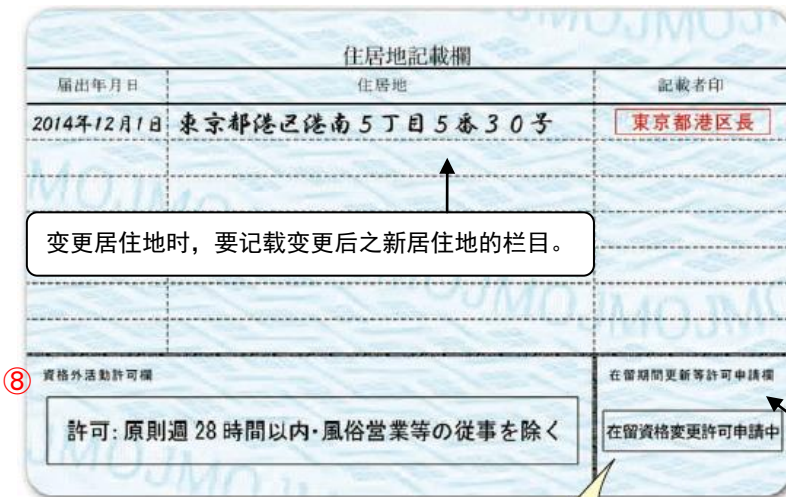 住居地記載欄
届出年月日 住居地 記載者印
2014年12月1日 東京都港区港南5丁目5番30号 東京都港区長
变更居住地时，要记载变更后之新居住地的栏目。
⑧ 資格外活動許可欄 在留期間更新等許可申請欄
許可:原則週28時間以内・風俗営業等の従事を除く 在留資格変更許可申請中
MOJMOJ
MOJ
JMOJ
JMOJM
MOJ